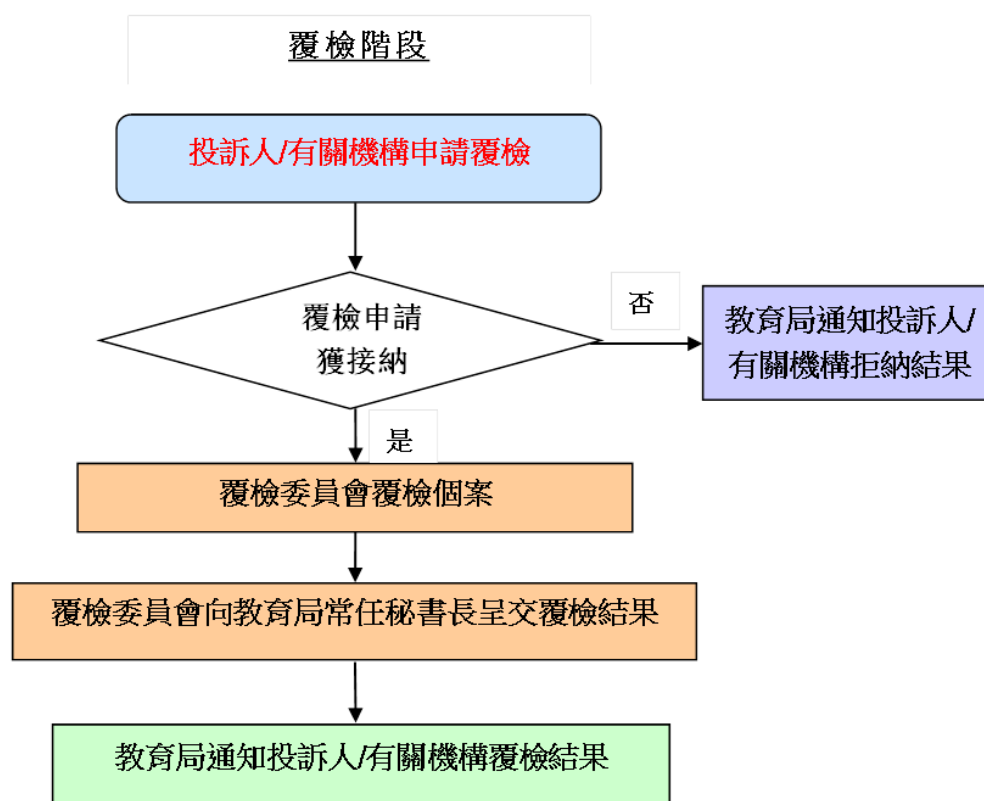 覆檢階段
投訴人/有關機構申請覆檢
覆檢申請
獲接納
否
教育局通知投訴人/
有關機構拒納結果
是
覆檢委員會覆檢個案
覆檢委員會向教育局常任秘書長呈交覆檢結果
教育局通知投訴人/有關機構覆檢結果